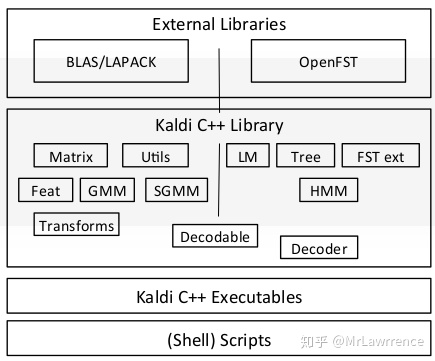 External Libraries
BLAS/LAPACK OpenFST
Kaldi C++ Library
Matrix Utils LM Tree FST ext
Feat GMM SGMM HMM
Transforms
Decodable
Decoder
Kaldi C++ Executables
(Shell) Scripts
知乎 @MrLawrrence